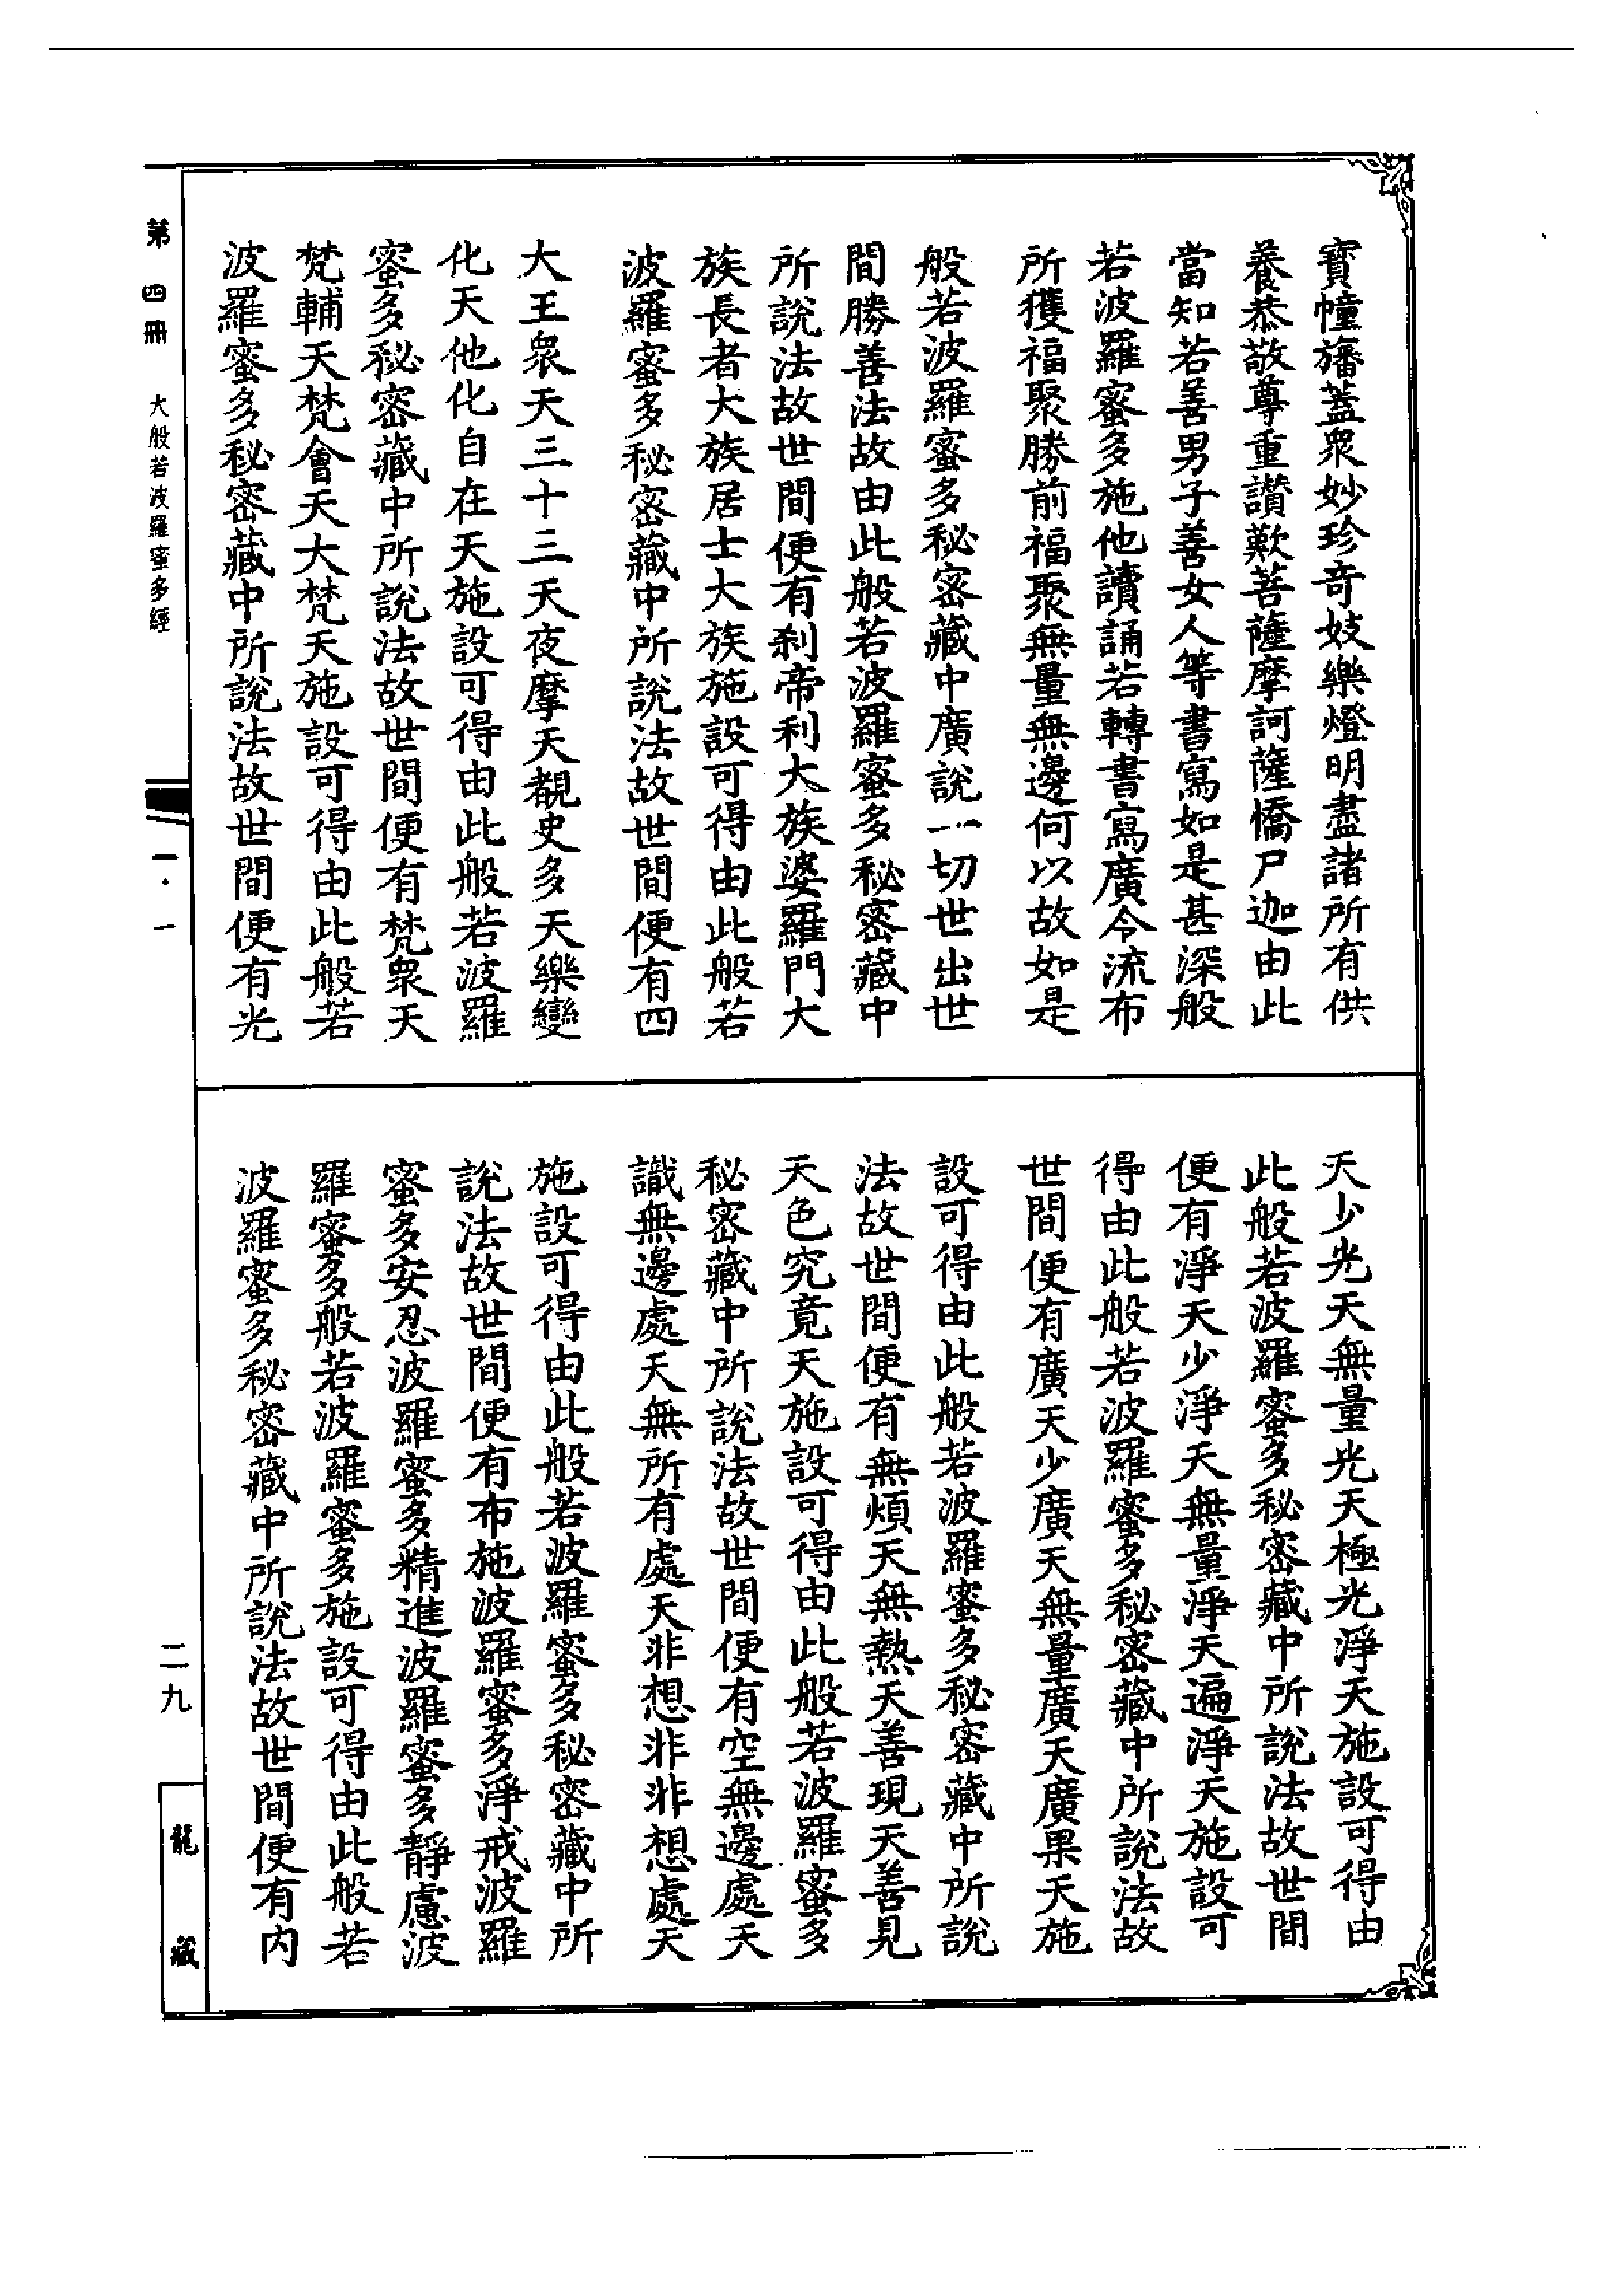 寶幢旛蓋衆妙珍奇妓樂燈明盡諸所有供
養恭敬尊重讃歎菩薩摩訶薩憍尸迦由此
當知若善男子善女人等書寫如是甚深般
若波羅蜜多施他讀誦若轉書寫廣令流布
所獲福聚勝前福聚無量無邊何以故如是
般若波羅蜜多秘密藏中廣說一切世出世
間勝善法故由此般若波羅蜜多秘密藏中
所說法故世間便有刹帝利大族婆羅門大
族長者大族居士大族施設可得由此般若
波羅蜜多秘密藏中所說法故世間便有四
大王衆天三十三天夜摩天覩史多天樂變
化天他化自在天施設可得由此般若波羅
蜜多秘密藏中所說法故世間便有梵衆天
梵輔天梵會天大梵天施設可得由此般若
波羅蜜多秘密藏中所說法故世間便有光
天少光天無量光天極光淨天施設可得由
此般若波羅蜜多秘密藏中所說法故世間
便有淨天少淨天無量淨天遍淨天施設可
得由此般若波羅蜜多秘密藏中所說法故
世間便有廣天少廣天無量廣天廣果天施
設可得由此般若波羅蜜多秘密藏中所說
法故世間便有無煩天無熱天善現天善見
天色究竟天施設可得由此般若波羅蜜多
秘密藏中所說法故世間便有空無邊處天
識無邊處天無所有處天非想非非想處天
施設可得由此般若波羅蜜多秘密藏中所
說法故世間便有布施波羅蜜多淨戒波羅
蜜多安忍波羅蜜多精進波羅蜜多靜慮波
羅蜜多般若波羅蜜多施設可得由此般若
波羅蜜多秘密藏中所說法故世間便有內
第四冊 大般若波羅蜜多經 一·一 二九 龍藏